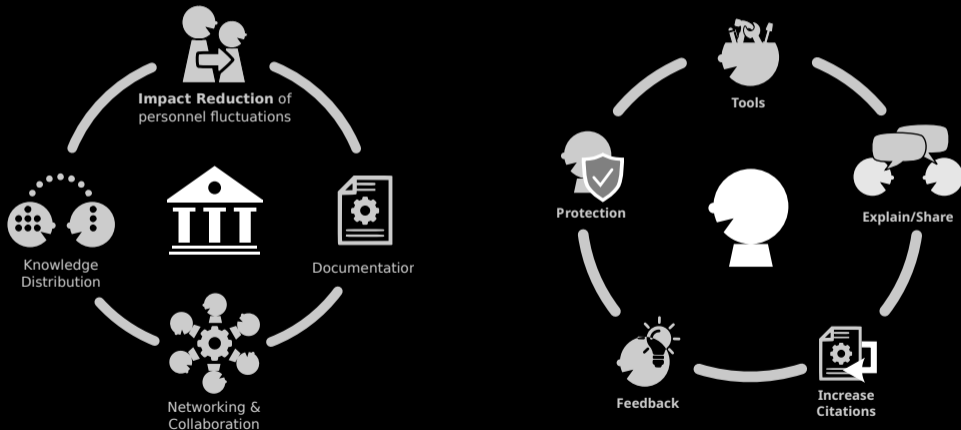 Impact Reduction of
personnel fluctuations
Knowledge
Distribution
Documentatior
Networking &
Collaboration
Tools
Protection
Explain/Share
Feedback
Increase
Citations